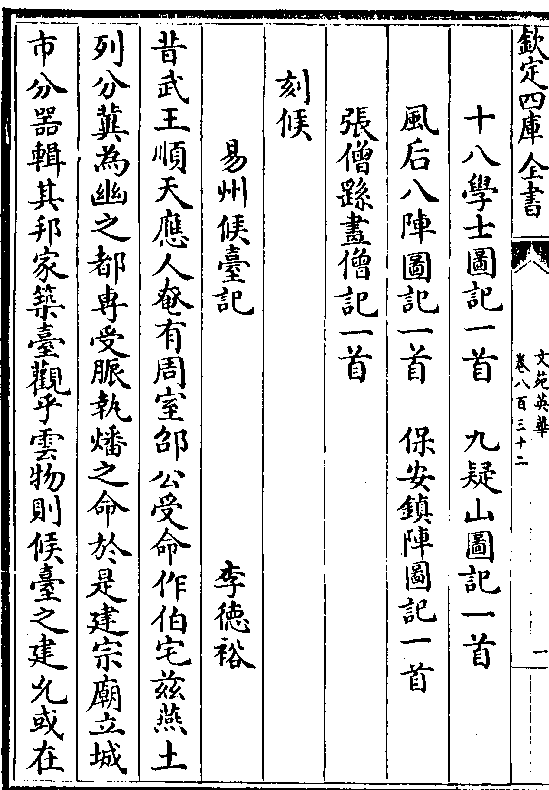 欽定四庫全書
文苑英華
卷八百三十二
一
十八學士圖記一首 九疑山圖記一首
風后八陣圖記一首 保安鎮陣圖記一首
張僧繇畫僧記一首
刻候
易州候臺記 李德裕
昔武王順天應人奄有周室邵公受命作伯宅兹燕土
列分冀為幽之都專受脤執燔之命於是建宗廟立城
市分器輯其邦家築臺觀乎雲物則候臺之建允或在